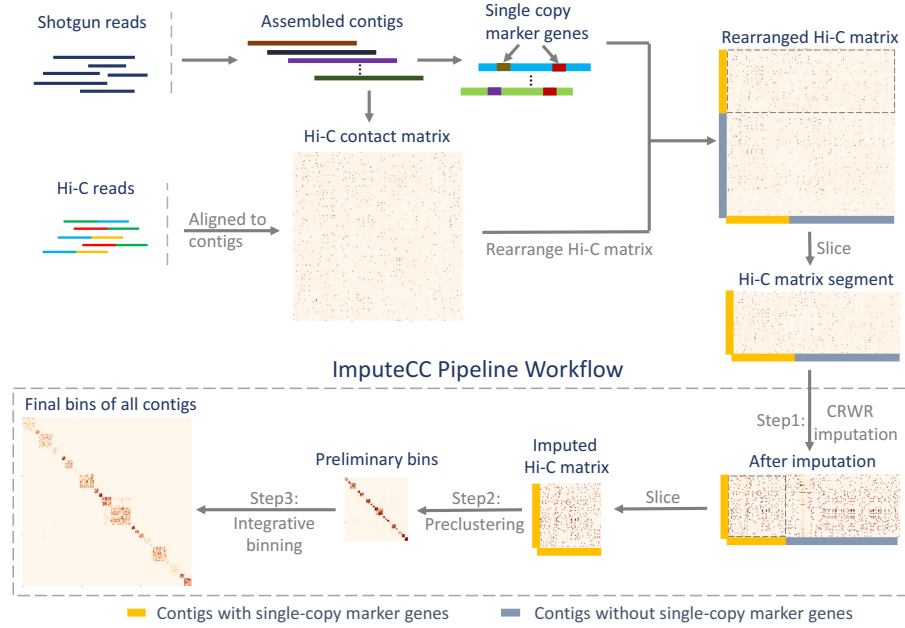 Shotgun reads
Assembled contigs
Single copy
marker genes
Rearranged Hi-C matrix
Hi-C contact matrix
Hi-C reads
Aligned to
contigs
Rearrange Hi-C matrix
Slice
Hi-C matrix segment
ImputeCC Pipeline Workflow
Step1:
CRWR
imputation
After imputation
Slice
Imputed
Hi-C matrix
Step2:
Preclustering
Preliminary bins
Step3:
Integrative
binning
Final bins of all contigs
Contigs with single-copy marker genes
Contigs without single-copy marker genes